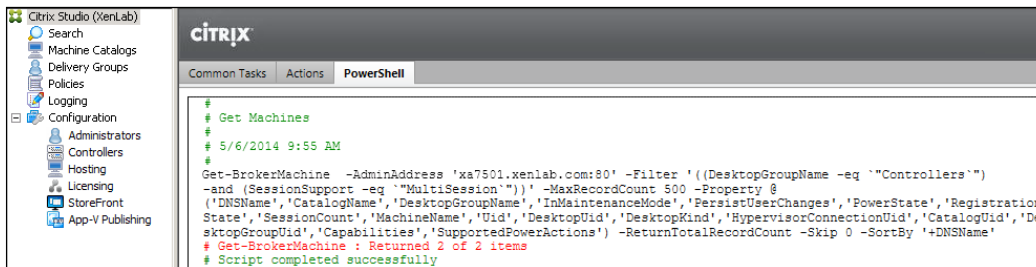 Citrix Studio (XenLab)
Search
Machine Catalogs
Delivery Groups
Policies
Logging
Configuration
Administrators
Controllers
Hosting
Licensing
StoreFront
App-V Publishing
CİTRIX
Common Tasks Actions PowerShell
#
# Get Machines
#
# 5/6/2014 9:55 AM
#
Get-BrokerMachine -AdminAddress 'xa7501.xenlab.com:80' -Filter '((DesktopGroupName -eq `"Controllers`")
-and (SessionSupport -eq `"MultiSession`"))' -MaxRecordCount 500 -Property @
('DNSName','CatalogName','DesktopGroupName','InMaintenanceMode','PersistUserChanges','PowerState','Registration
State','SessionCount','MachineName','Uid','DesktopUid','DesktopKind','HypervisorConnectionUid','CatalogUid','De
sktopGroupUid','Capabilities','SupportedPowerActions') -ReturnTotalRecordCount -Skip 0 -SortBy '+DNSName'
# Get-BrokerMachine : Returned 2 of 2 items
# Script completed successfully